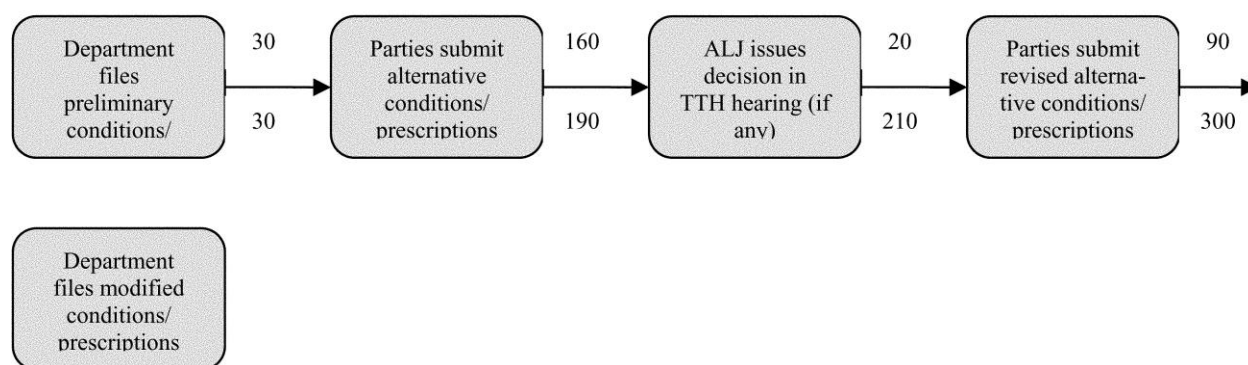 Department
files
preliminary
conditions/
30
30
Parties submit
alternative
conditions/
prescriptions
160
190
ALJ issues
decision in
TTH hearing (if
any)
20
210
Parties submit
revised alterna-
tive conditions/
prescriptions
90
300
Department
files modified
conditions/
prescriptions